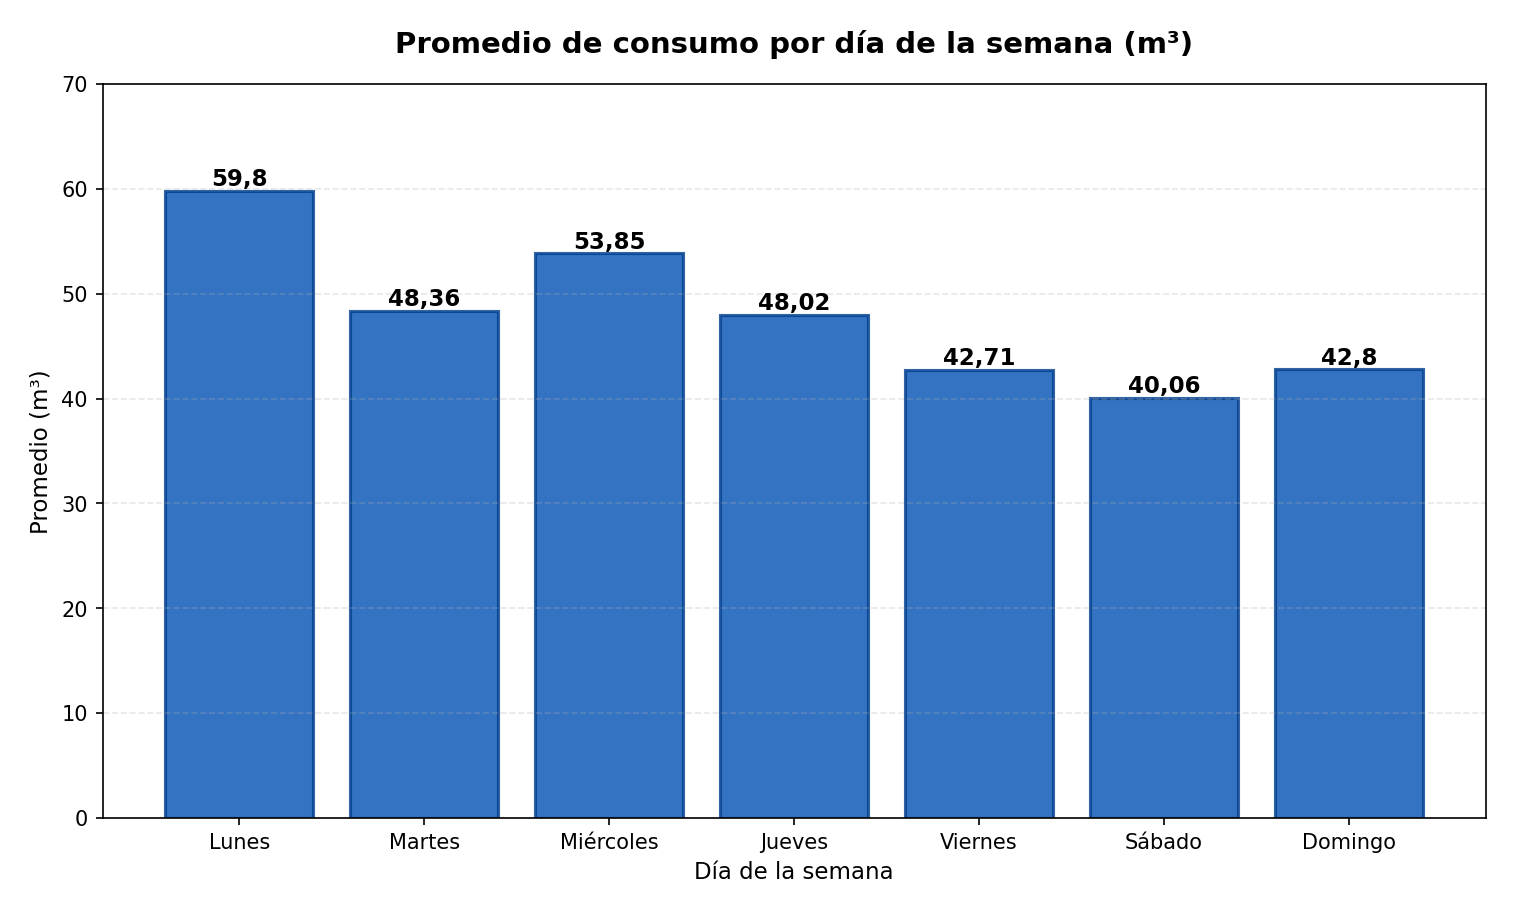 Promedio de consumo por día de la semana (m³)
Promedio (m³)
70
60
50
40
30
20
10
0
59,8
48,36
53,85
48,02
42,71
40,06
42,8
Lunes
Martes
Miércoles
Jueves
Viernes
Sábado
Domingo
Día de la semana